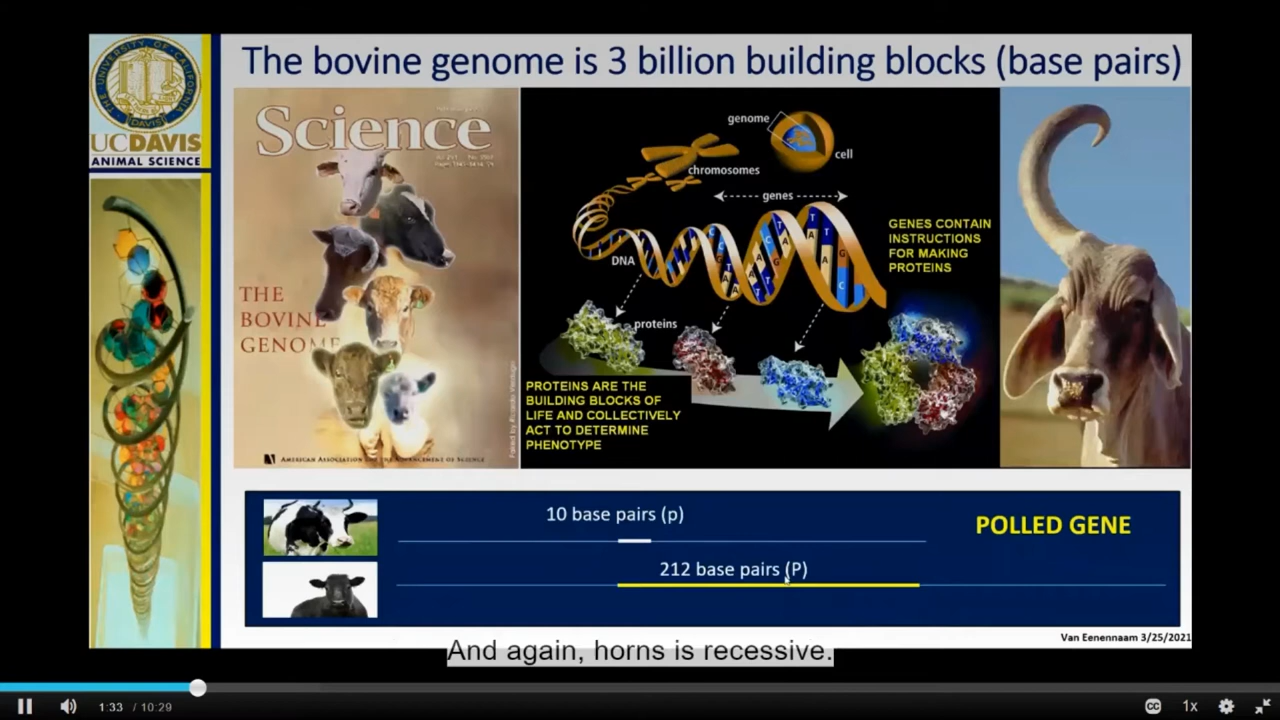 The bovine genome is 3 billion building blocks (base pairs)
UNIVERSITY OF CALIFORNIA
DAVIS
UCDAVIS
ANIMAL SCIENCE
Science
THE
BOVINE
GENOME
AMERICAN ASSOCIATION FOR THE ADVANCEMENT OF SCIENCE
genome
cell
chromosomes
genes
DNA
GENES CONTAIN
INSTRUCTIONS
FOR MAKING
PROTEINS
proteins
PROTEINS ARE THE
BUILDING BLOCKS OF
LIFE AND COLLECTIVELY
ACT TO DETERMINE
PHENOTYPE
10 base pairs (p)
POLLED GENE
212 base pairs (P)
Van Eenennaam 3/25/2021
And again, horns is recessive.
1:33 / 10:29
CC
1x